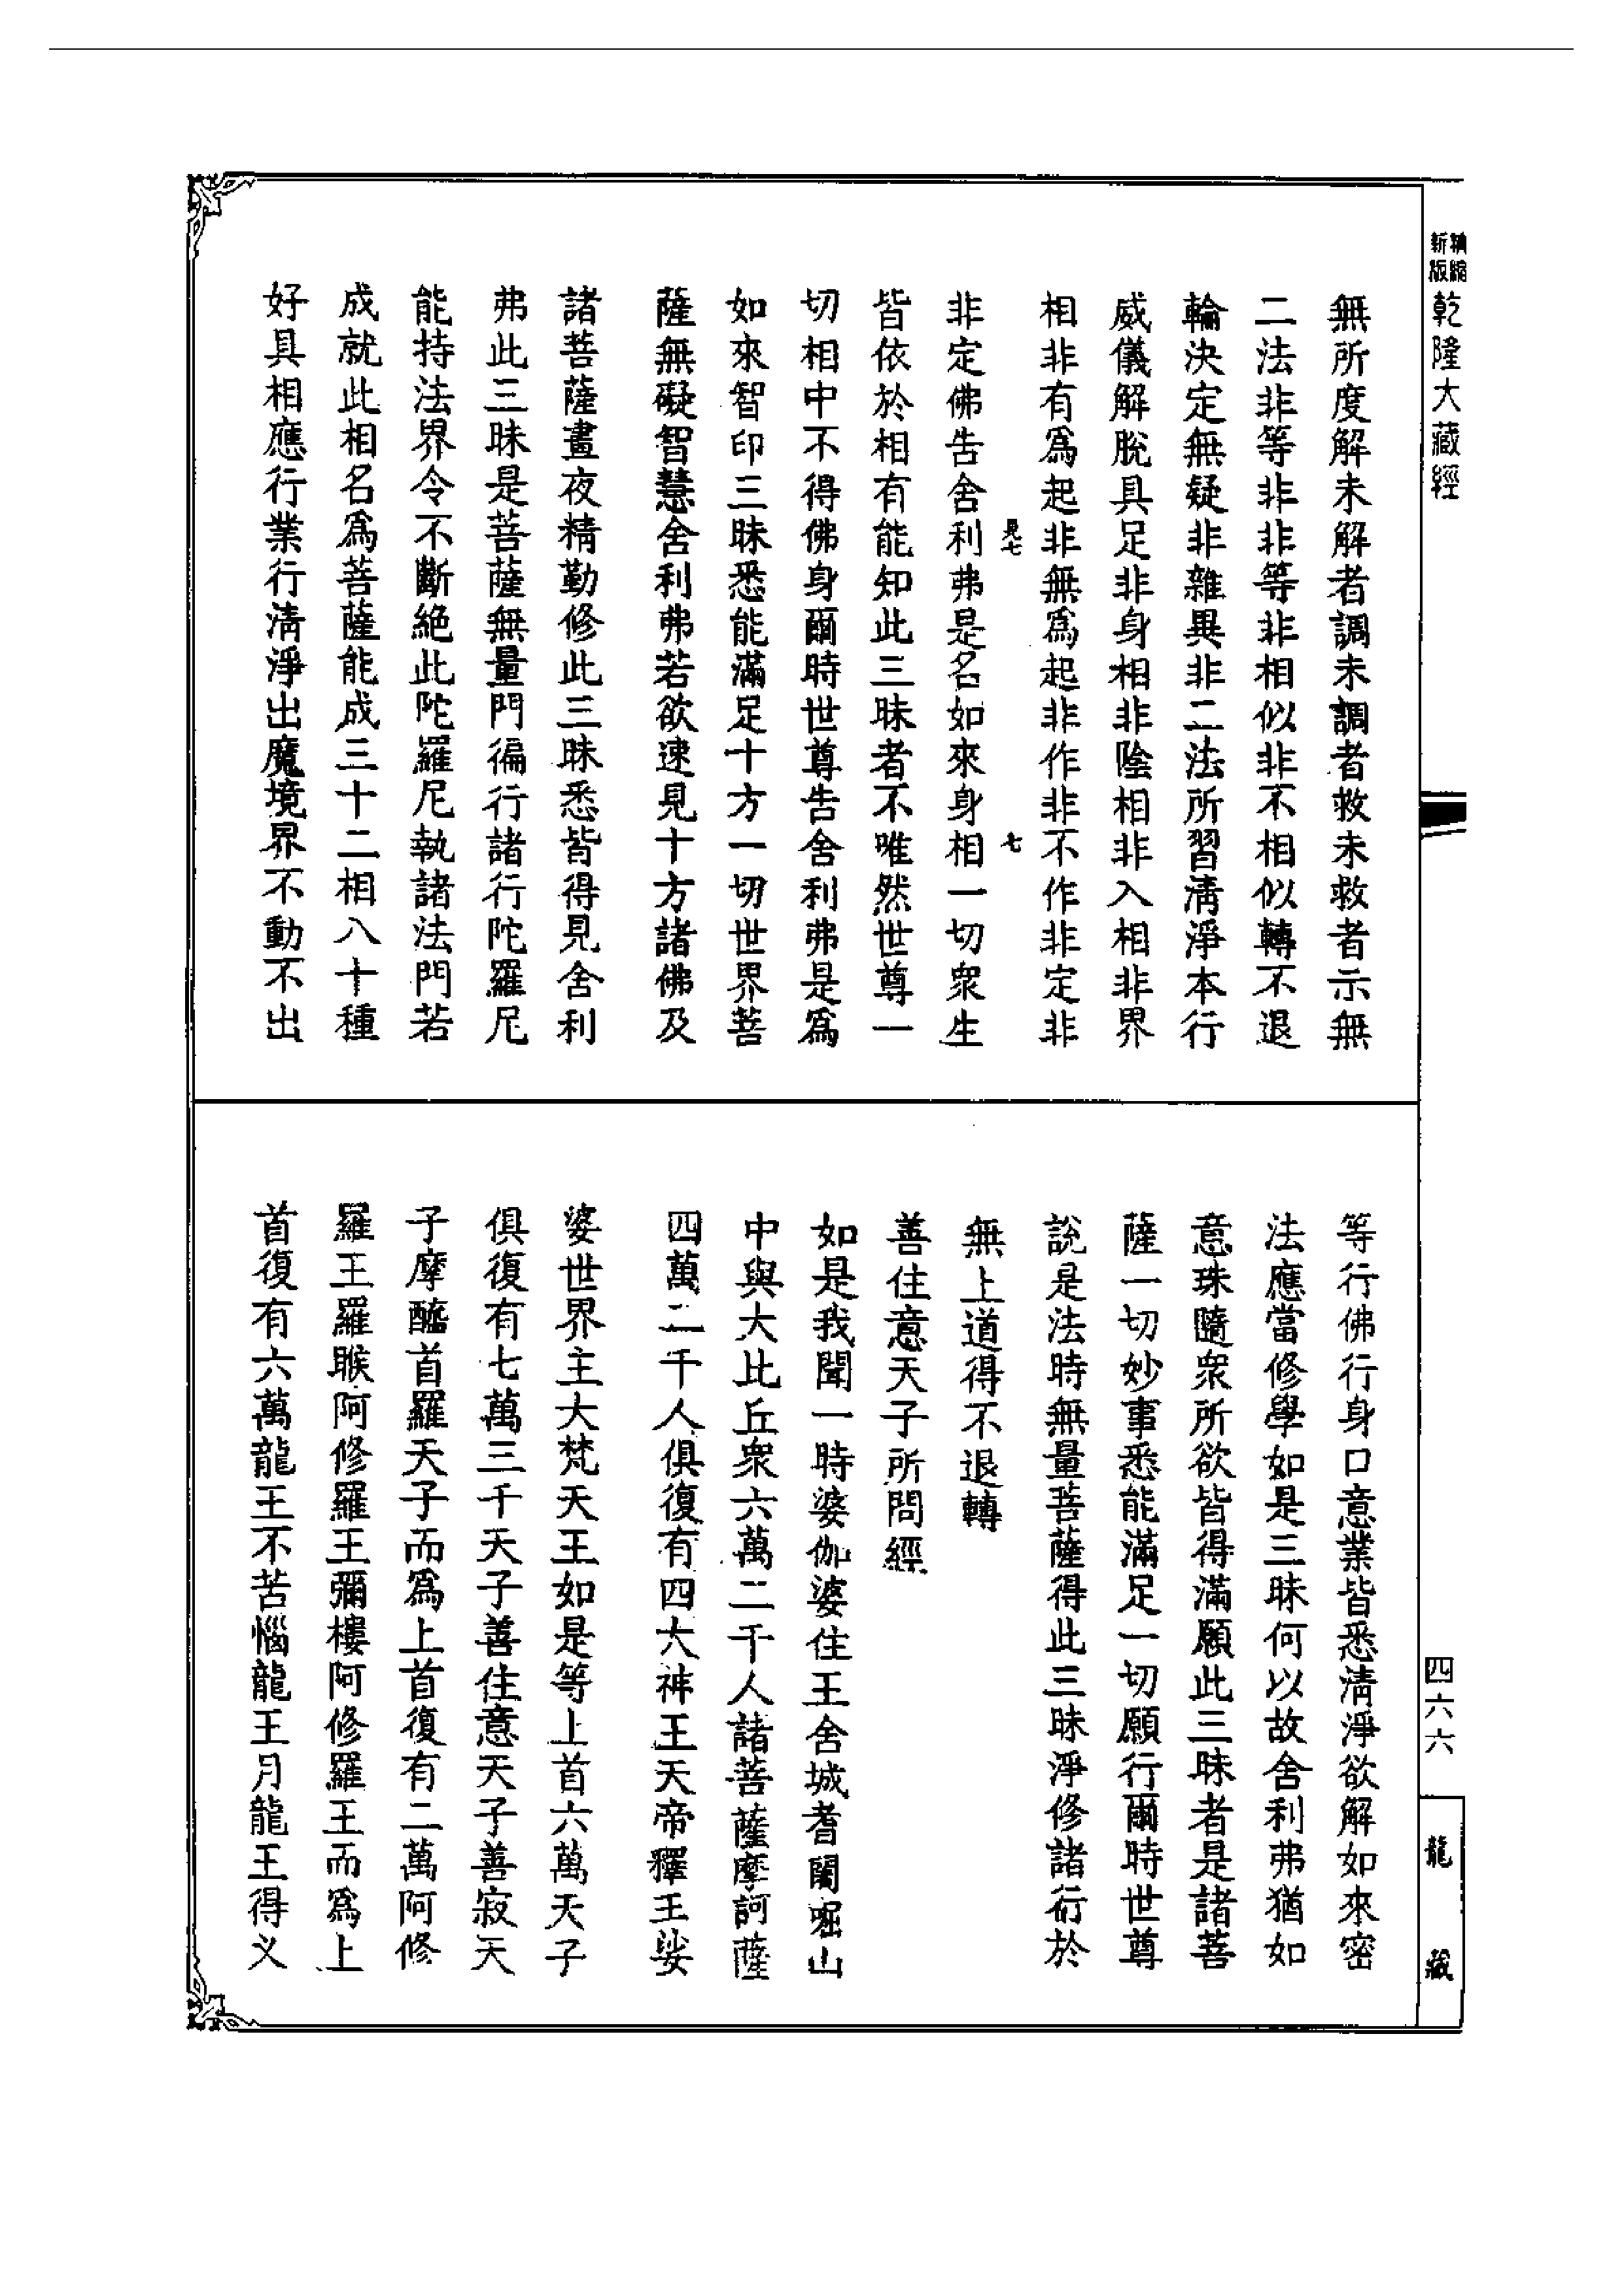 精縮
新版
乾隆大藏經
無所度解未解者調未調者救未救者示無
二法非等非非等非相似非不相似轉不退
輪決定無疑非雜異非二法所習清淨本行
威儀解脫具足非身相非陰相非入相非界
相非有為起非無為起非作非不作非定非
七
非定佛告舍利弗是名如來身相一切眾生
皆依於相有能知此三昧者不唯然世尊一
切相中不得佛身爾時世尊告舍利弗是為
如來智印三昧悉能滿足十方一切世界菩
薩無礙智慧舍利弗若欲速見十方諸佛及
諸菩薩晝夜精勤修此三昧悉皆得見舍利
弗此三昧是菩薩無量門徧行諸行陀羅尼
能持法界令不斷絕此陀羅尼執諸法門若
成就此相名為菩薩能成三十二相八十種
好具相應行業行清淨出魔境界不動不出
等行佛行身口意業皆悉清淨欲解如來密
法應當修學如是三昧何以故舍利弗猶如
意珠隨眾所欲皆得滿願此三昧者是諸菩
薩一切妙事悉能滿足一切願行爾時世尊
說是法時無量菩薩得此三昧淨修諸行於
無上道得不退轉
善住意天子所問經
如是我聞一時婆伽婆住王舍城耆闍崛山
中與大比丘眾六萬二千人諸菩薩摩訶薩
四萬二千人俱復有四大神王天帝釋王娑
婆世界主大梵天王如是等上首六萬天子
俱復有七萬三千天子善住意天子善寂天
子摩醯首羅天子而為上首復有二萬阿修
羅王羅睺阿修羅王彌樓阿修羅王而為上
首復有六萬龍王不苦惱龍王月龍王得义
四六六
龍藏